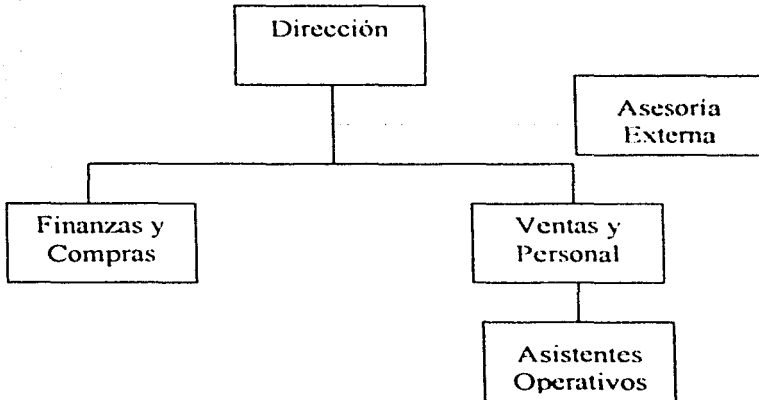 Dirección
Asesoria
Externa
Finanzas y
Compras
Ventas y
Personal
Asistentes
Operativos